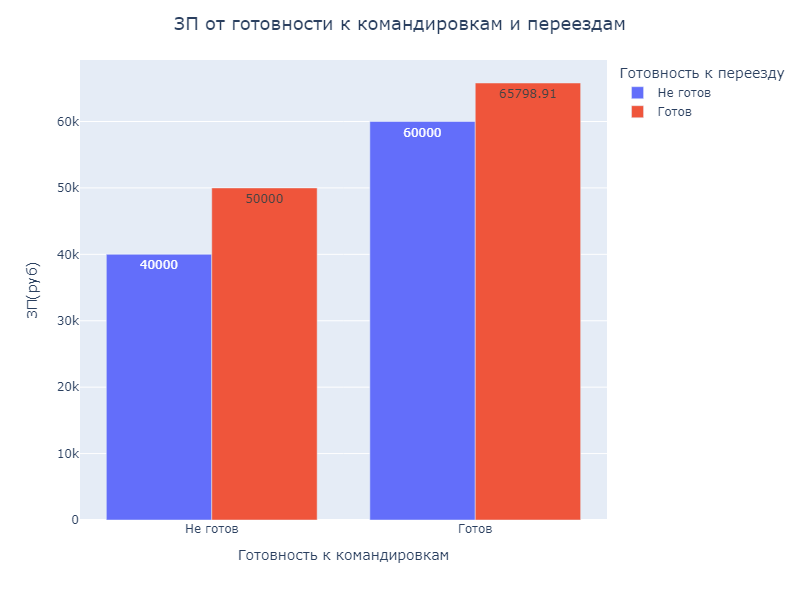 ЗП от готовности к командировкам и переездам
Готовность к переезду
Не готов
Готов
65798.91
60000
50000
40000
60k
50k
40k
30k
20k
10k
0
ЗП(руб)
Не готов
Готов
Готовность к командировкам